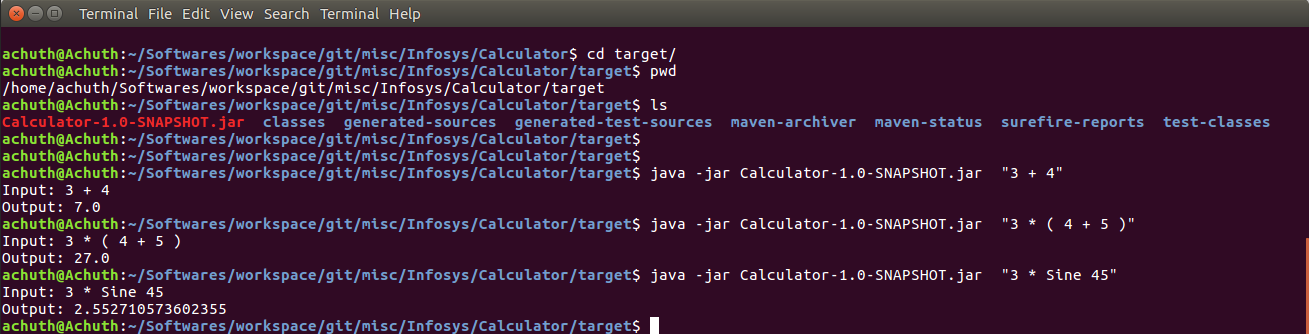 Terminal File Edit View Search Terminal Help
achuth@Achuth:~/Softwares/workspace/git/misc/Infosys/Calculator$ cd target/
achuth@Achuth:~/Softwares/workspace/git/misc/Infosys/Calculator/target$ pwd
/home/achuth/Softwares/workspace/git/misc/Infosys/Calculator/target
achuth@Achuth:~/Softwares/workspace/git/misc/Infosys/Calculator/target$ ls
Calculator-1.0-SNAPSHOT.jar  classes  generated-sources  generated-test-sources  maven-archiver  maven-status  surefire-reports  test-classes
achuth@Achuth:~/Softwares/workspace/git/misc/Infosys/Calculator/target$
achuth@Achuth:~/Softwares/workspace/git/misc/Infosys/Calculator/target$
achuth@Achuth:~/Softwares/workspace/git/misc/Infosys/Calculator/target$ java -jar Calculator-1.0-SNAPSHOT.jar  "3 + 4"
Input: 3 + 4
Output: 7.0
achuth@Achuth:~/Softwares/workspace/git/misc/Infosys/Calculator/target$ java -jar Calculator-1.0-SNAPSHOT.jar  "3 * ( 4 + 5 )"
Input: 3 * ( 4 + 5 )
Output: 27.0
achuth@Achuth:~/Softwares/workspace/git/misc/Infosys/Calculator/target$ java -jar Calculator-1.0-SNAPSHOT.jar  "3 * Sine 45"
Input: 3 * Sine 45
Output: 2.552710573602355
achuth@Achuth:~/Softwares/workspace/git/misc/Infosys/Calculator/target$